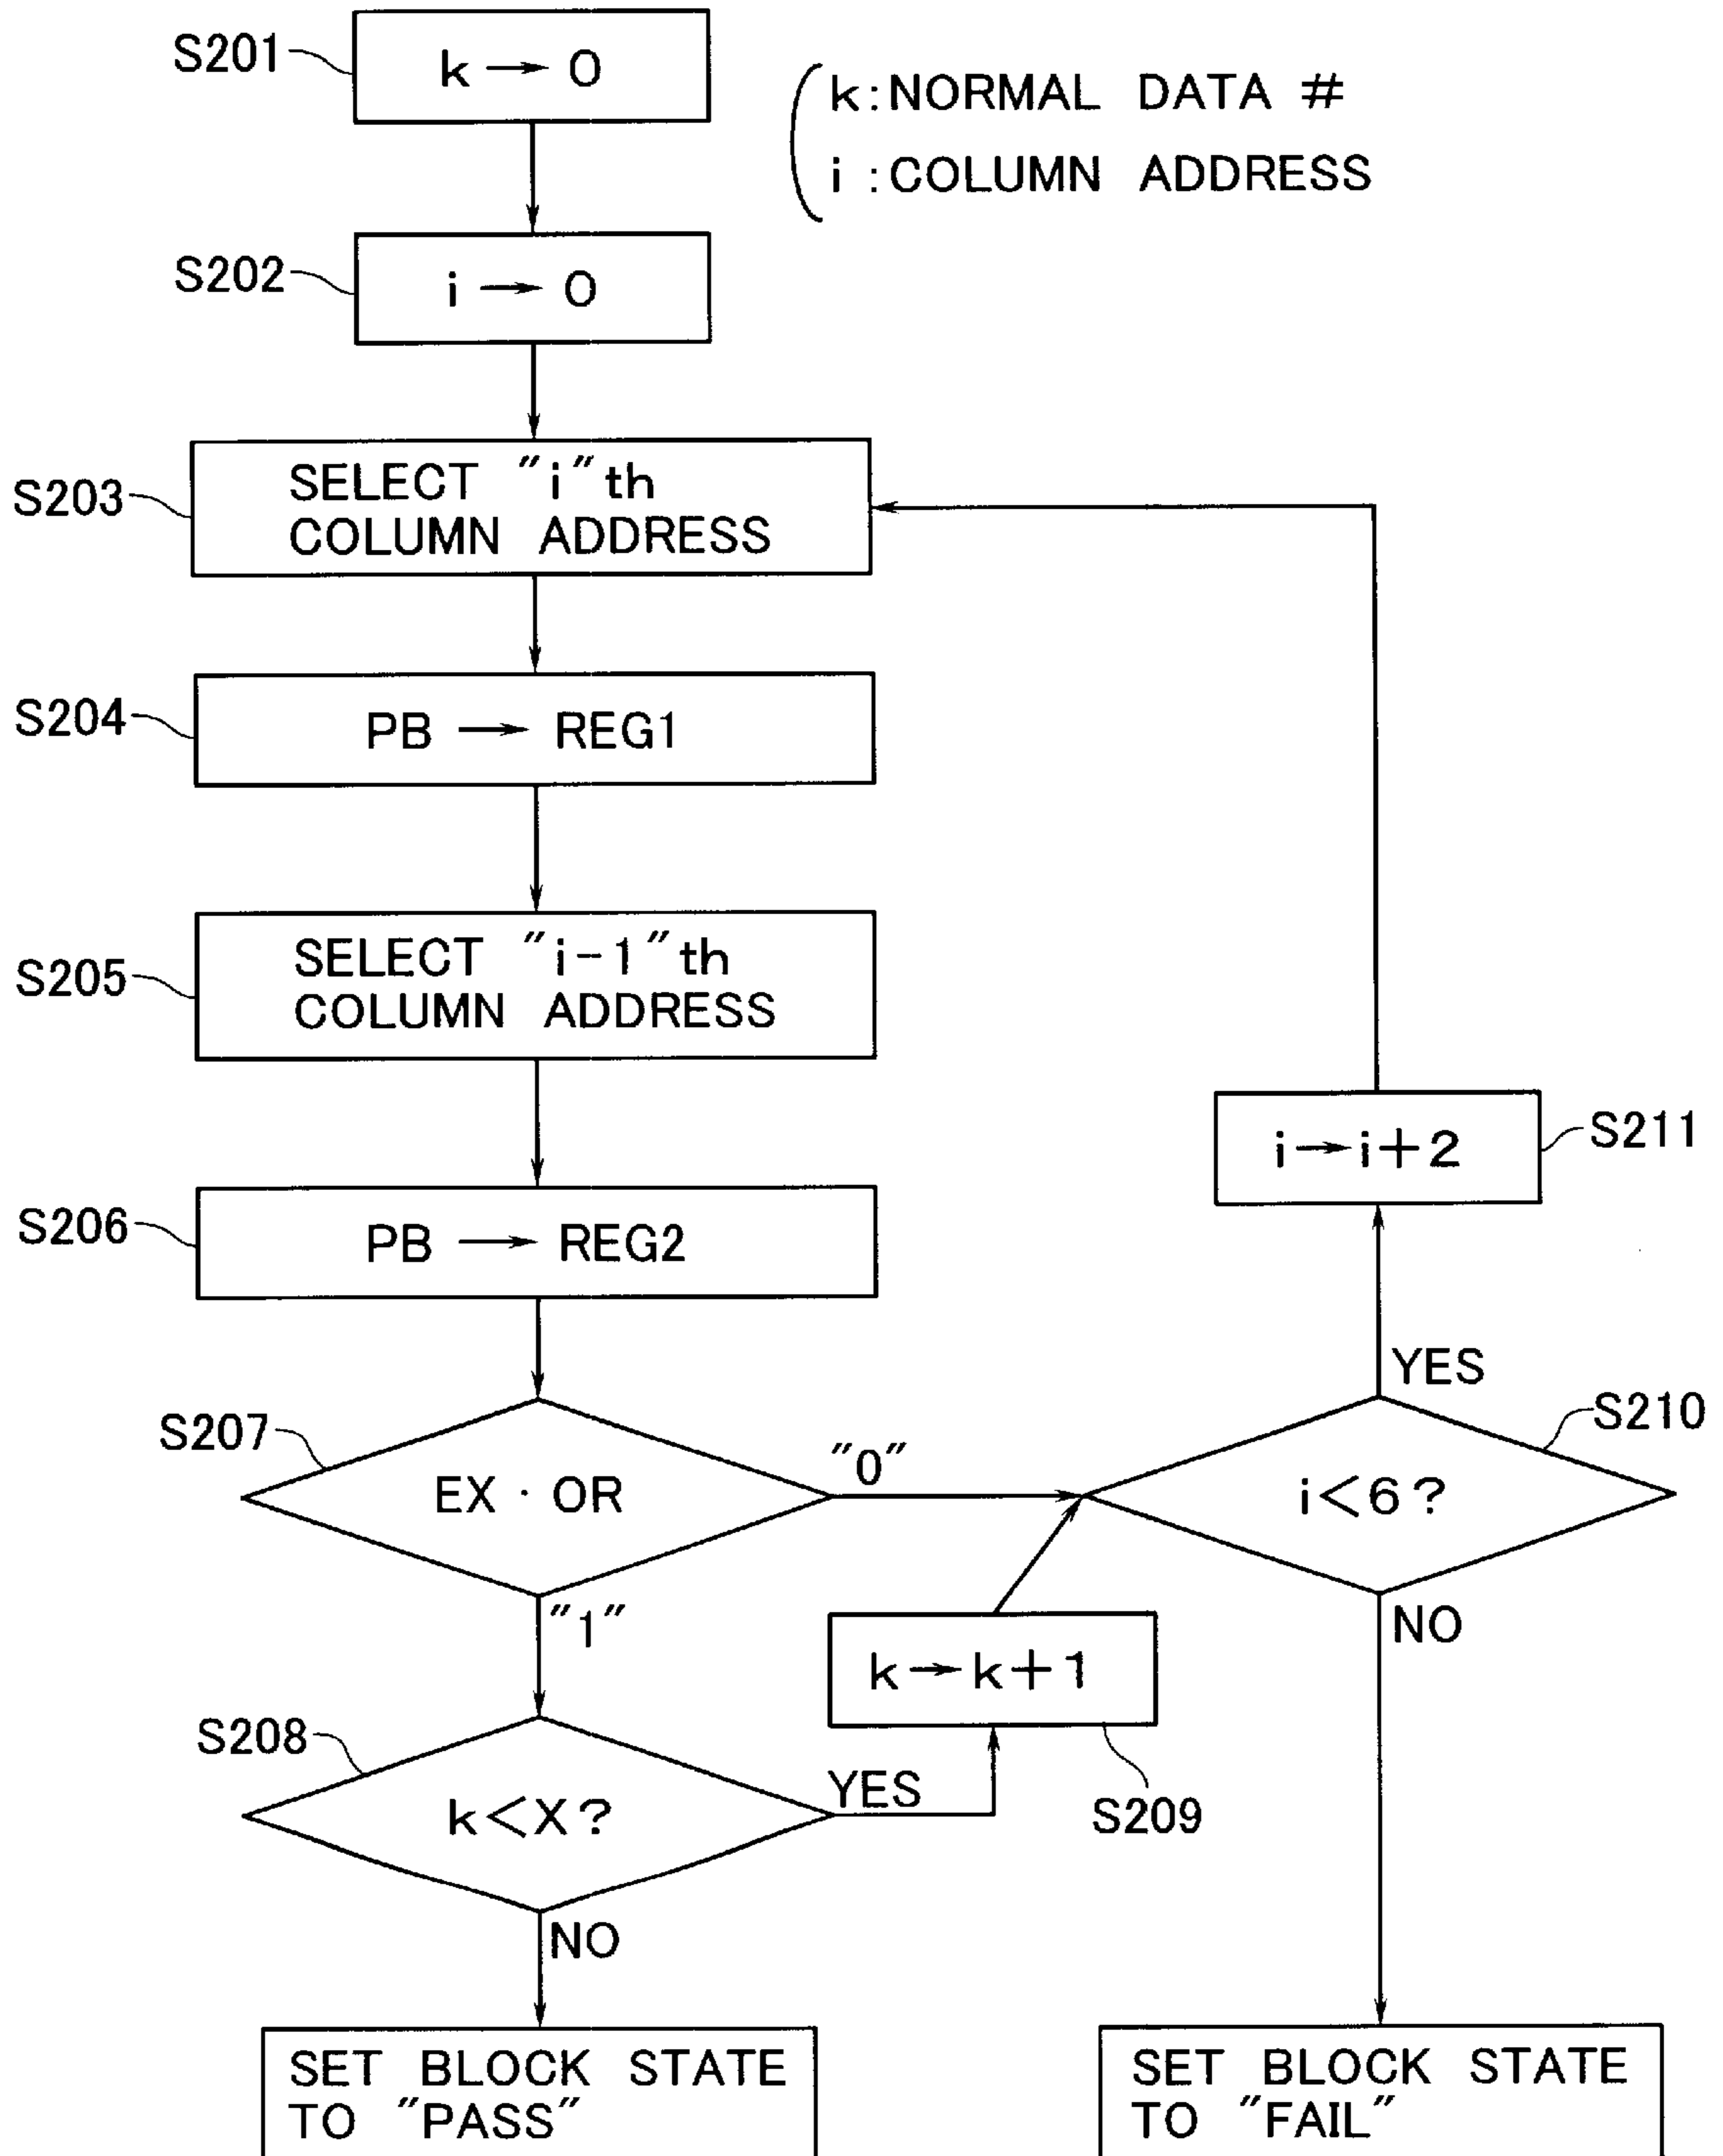 S201
k → 0
k:NORMAL DATA #
i :COLUMN ADDRESS
S202
i → 0
S203
SELECT "i"th
COLUMN ADDRESS
S204
PB → REG1
S205
SELECT "i-1"th
COLUMN ADDRESS
S211
i→i+2
S206
PB → REG2
YES
S210
S207
EX · OR
"0"
i<6?
"1"
NO
k→k+1
S208
k<X?
YES
S209
NO
SET BLOCK STATE
TO "PASS"
SET BLOCK STATE
TO "FAIL"